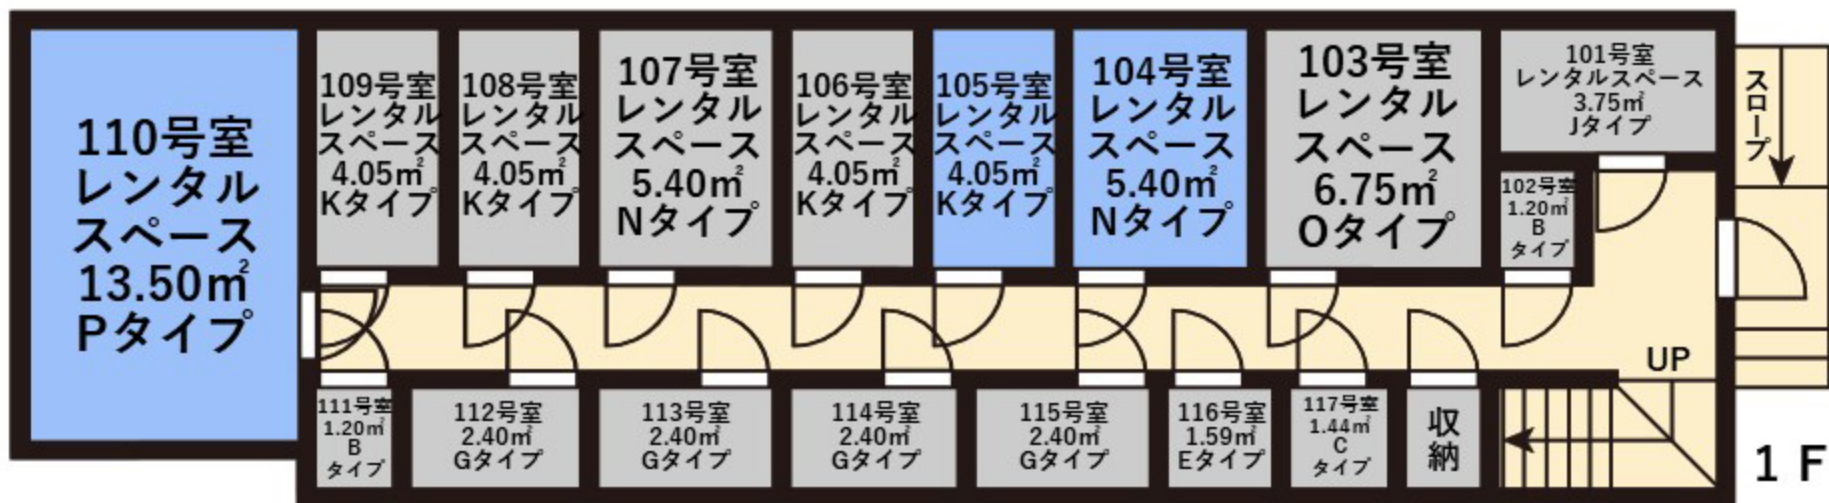 110号室
レンタル
スペース
13.50㎡
Pタイプ
109号室
レンタル
スペース
4.05㎡
Kタイプ
108号室
レンタル
スペース
4.05㎡
Kタイプ
107号室
レンタル
スペース
5.40㎡
Nタイプ
106号室
レンタル
スペース
4.05㎡
Kタイプ
105号室
レンタル
スペース
4.05㎡
Kタイプ
104号室
レンタル
スペース
5.40㎡
Nタイプ
103号室
レンタル
スペース
6.75㎡
Oタイプ
101号室
レンタルスペース
3.75㎡
Jタイプ
スロープ
102号室
1.20㎡
B
タイプ
UP
111号室
1.20㎡
B
タイプ
112号室
2.40㎡
Gタイプ
113号室
2.40㎡
Gタイプ
114号室
2.40㎡
Gタイプ
115号室
2.40㎡
Gタイプ
116号室
1.59㎡
Eタイプ
117号室
1.44㎡
C
タイプ
収納
1 F